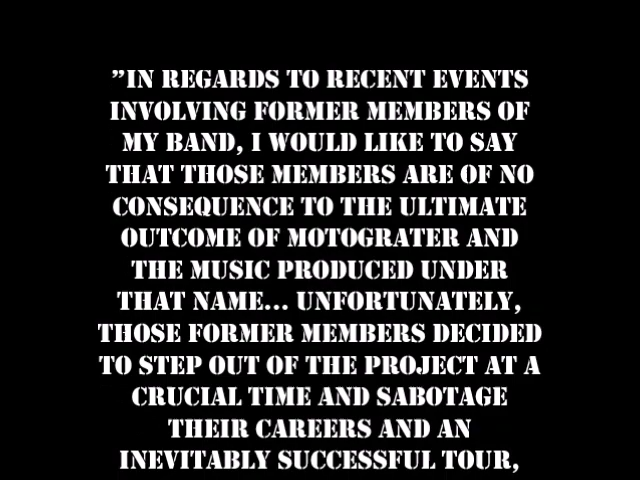 ”IN REGARDS TO RECENT EVENTS
INVOLVING FORMER MEMBERS OF
MY BAND, I WOULD LIKE TO SAY
THAT THOSE MEMBERS ARE OF NO
CONSEQUENCE TO THE ULTIMATE
OUTCOME OF MOTOGRATER AND
THE MUSIC PRODUCED UNDER
THAT NAME... UNFORTUNATELY,
THOSE FORMER MEMBERS DECIDED
TO STEP OUT OF THE PROJECT AT A
CRUCIAL TIME AND SABOTAGE
THEIR CAREERS AND AN
INEVITABLY SUCCESSFUL TOUR,